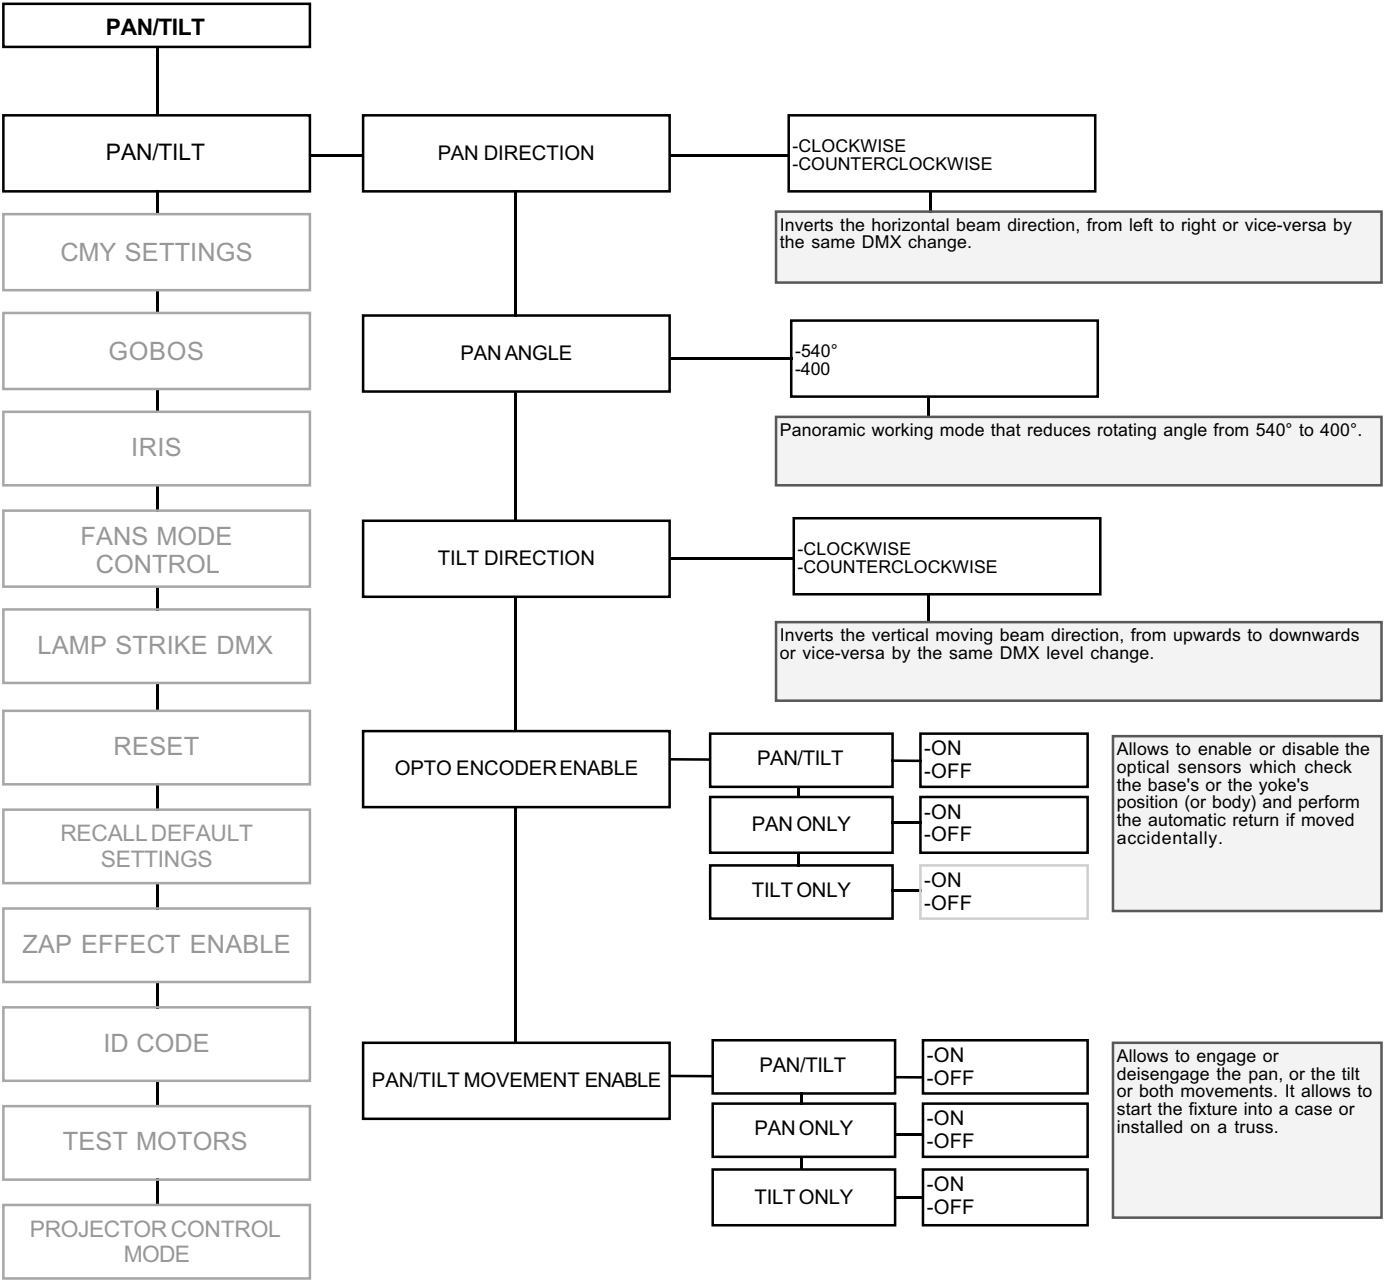 PAN/TILT
PAN/TILT
CMY SETTINGS
GOBOS
IRIS
FANS MODE
CONTROL
LAMP STRIKE DMX
RESET
RECALL DEFAULT
SETTINGS
ZAP EFFECT ENABLE
ID CODE
TEST MOTORS
PROJECTOR CONTROL
MODE
PAN DIRECTION
-CLOCKWISE
-COUNTERCLOCKWISE
Inverts the horizontal beam direction, from left to right or vice-versa by
the same DMX change.
PAN ANGLE
-540°
-400
Panoramic working mode that reduces rotating angle from 540° to 400°.
TILT DIRECTION
-CLOCKWISE
-COUNTERCLOCKWISE
Inverts the vertical moving beam direction, from upwards to downwards
or vice-versa by the same DMX level change.
OPTO ENCODER ENABLE
PAN/TILT
-ON
-OFF
PAN ONLY
-ON
-OFF
TILT ONLY
-ON
-OFF
Allows to enable or disable the
optical sensors which check
the base's or the yoke's
position (or body) and perform
the automatic return if moved
accidentally.
PAN/TILT MOVEMENT ENABLE
PAN/TILT
-ON
-OFF
PAN ONLY
-ON
-OFF
TILT ONLY
-ON
-OFF
Allows to engage or
deisengage the pan, or the tilt
or both movements. It allows to
start the fixture into a case or
installed on a truss.